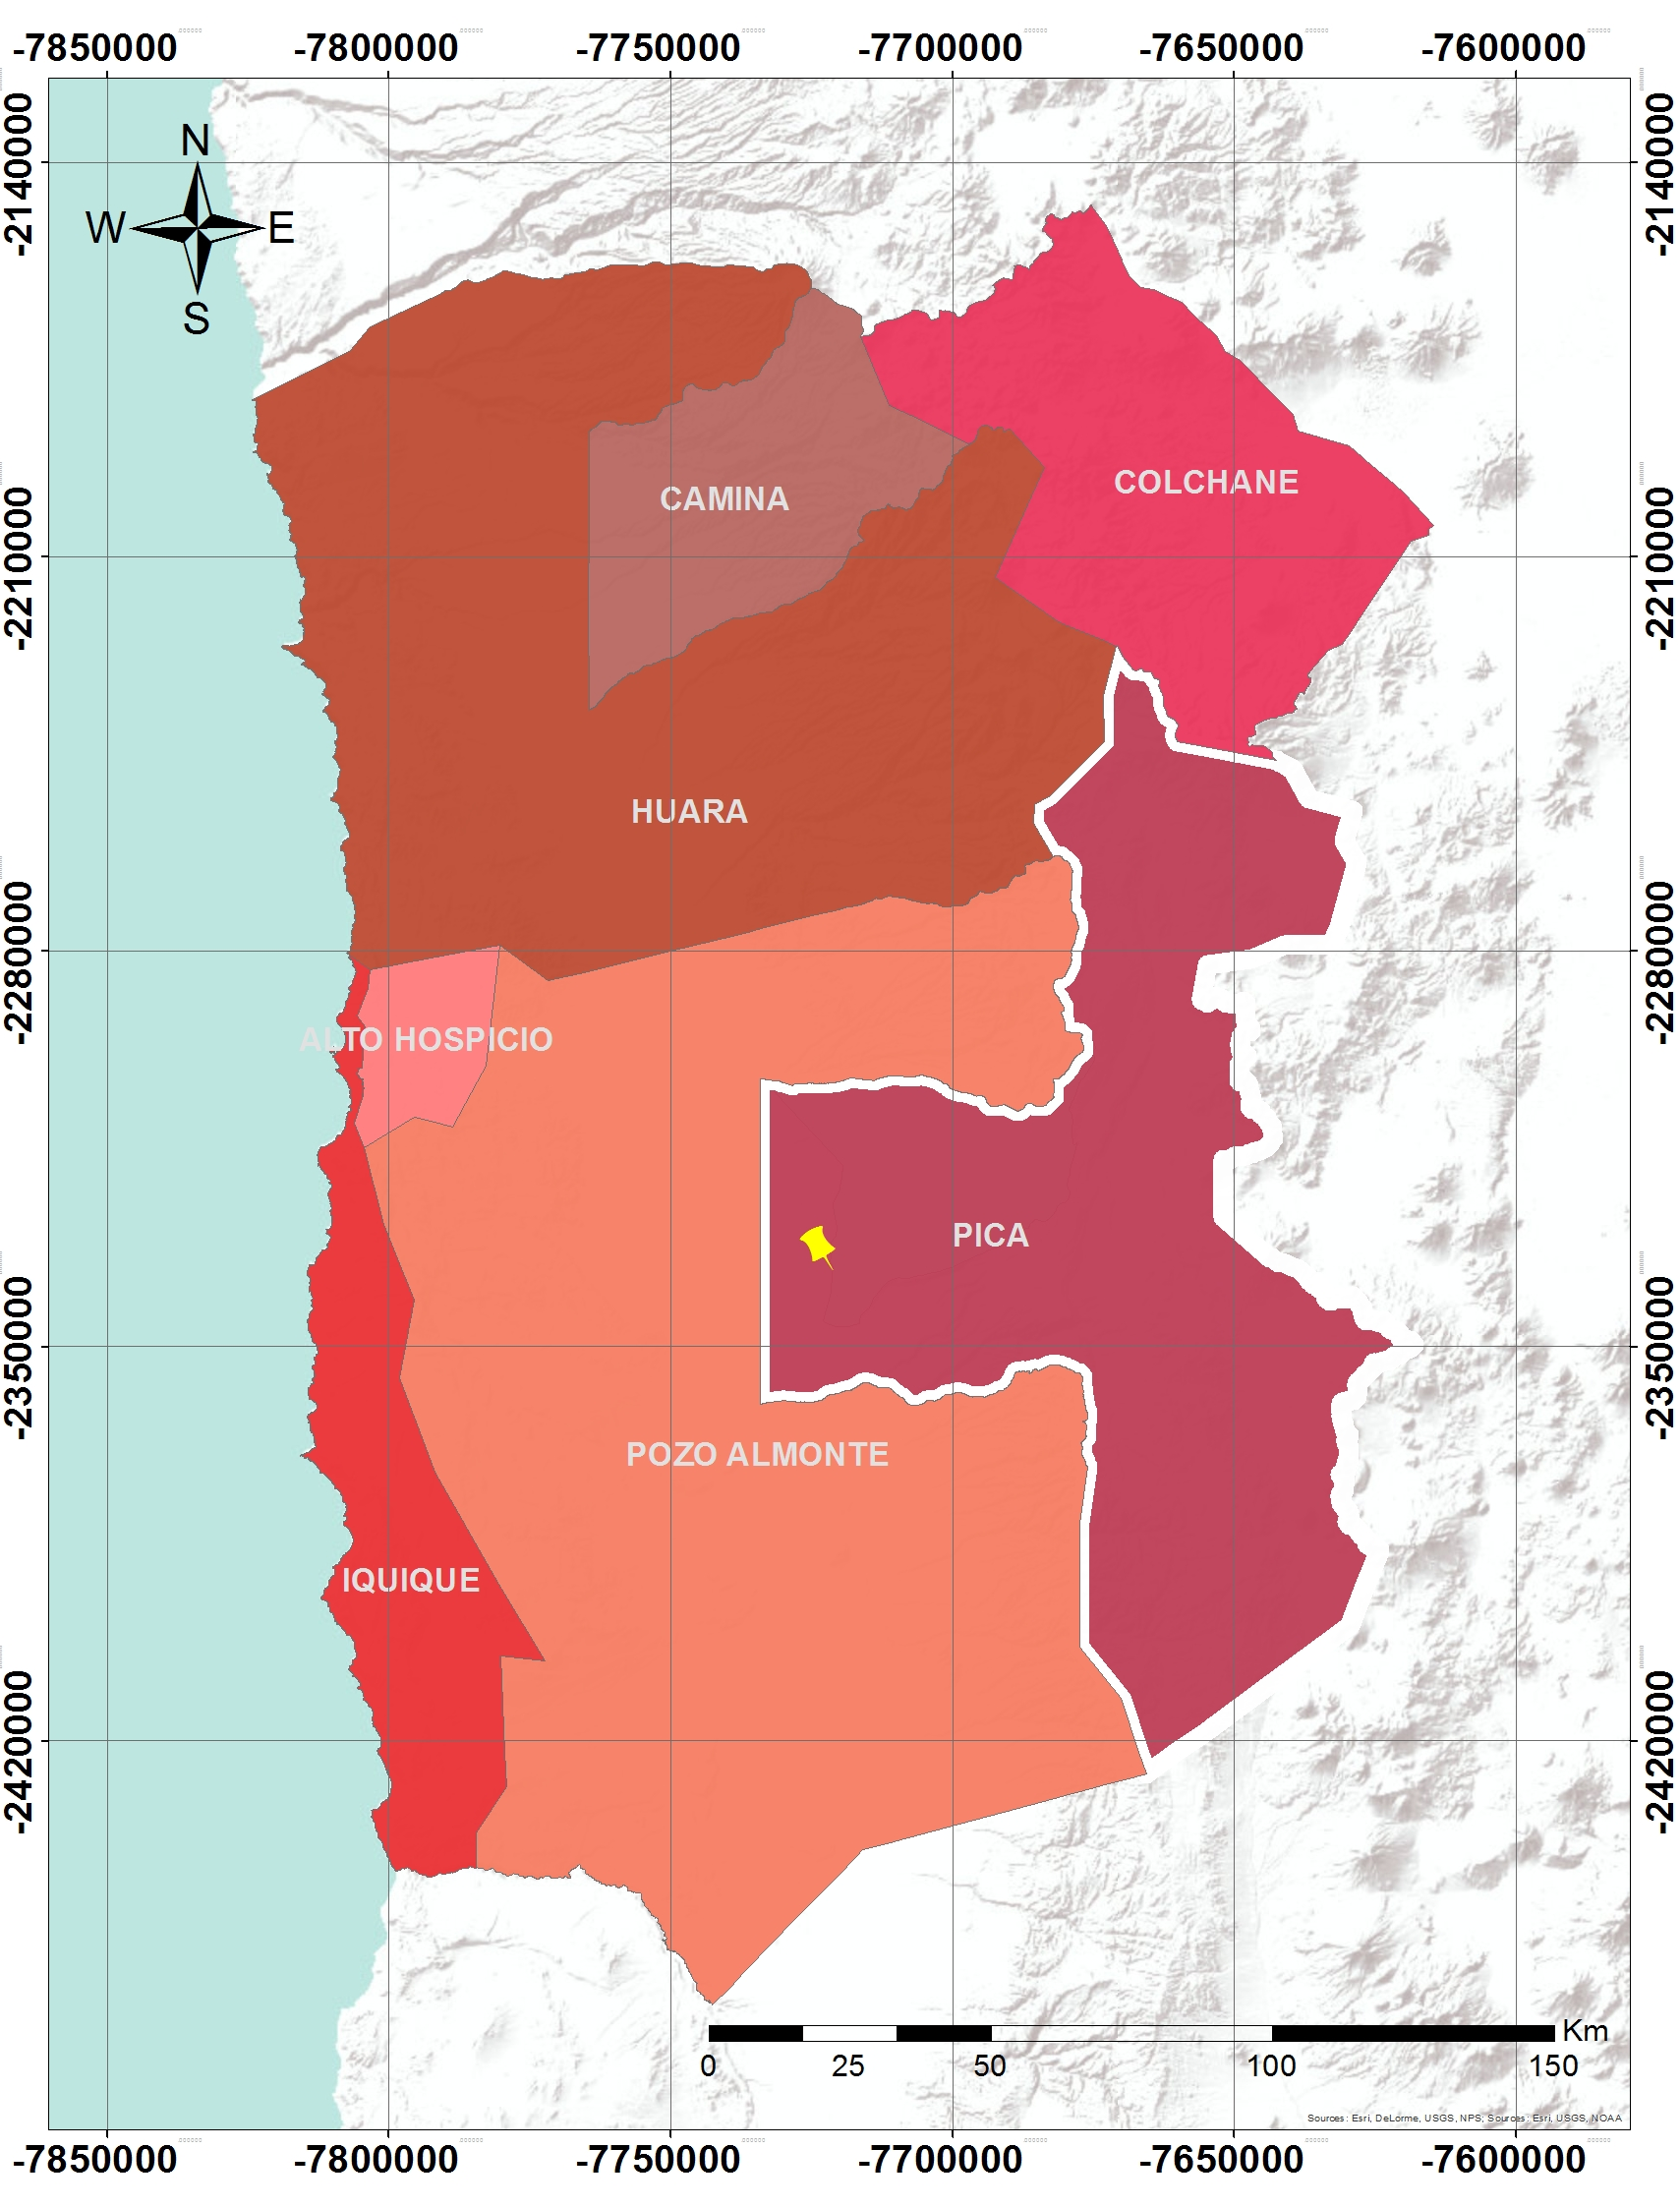 -7850000 -7800000 -7750000 -7700000 -7650000 -7600000
-2140000 -2140000
N
W E
S
COLCHANE
CAMINA
-2210000 -2210000
HUARA
-2280000 -2280000
ALTO HOSPICIO
PICA
-2350000 -2350000
POZO ALMONTE
IQUIQUE
-2420000 -2420000
Km
0 25 50 100 150
Sources: Esri, DeLorme, USGS, NPS; Sources: Esri, USGS, NOAA
-7850000 -7800000 -7750000 -7700000 -7650000 -7600000